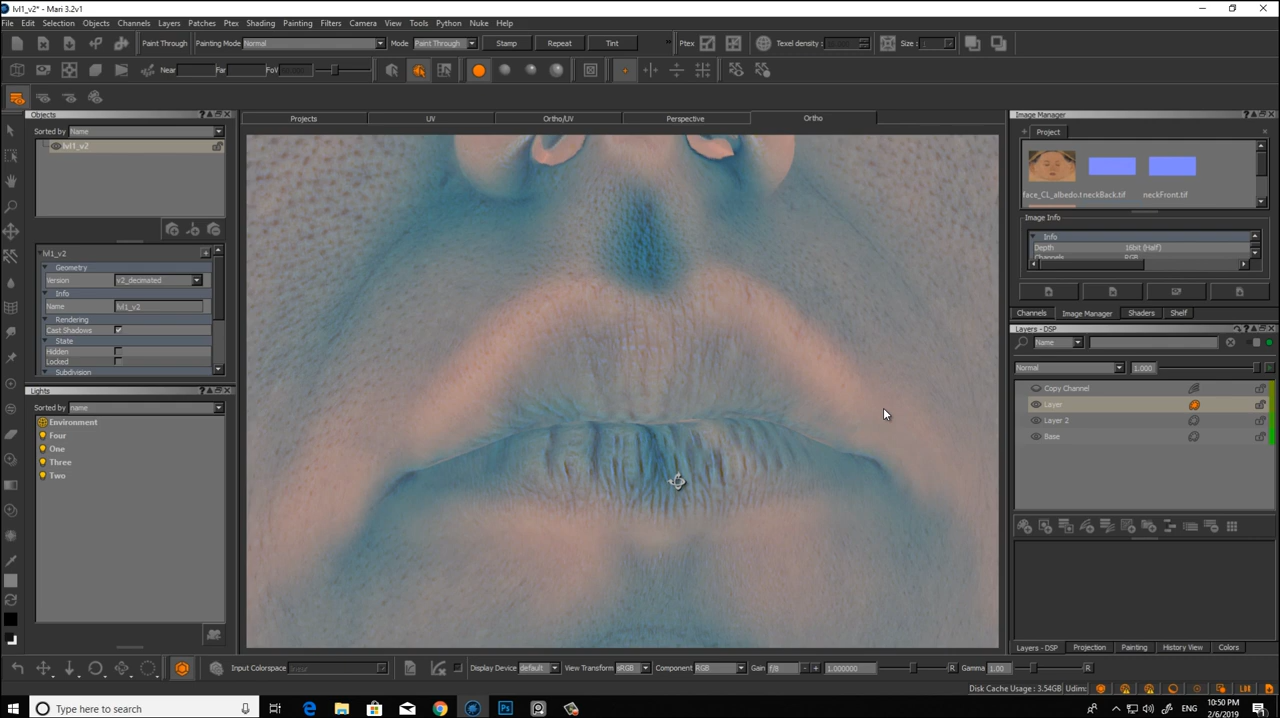 lvl1_v2* - Mari 3.2v1
File Edit Selection Objects Channels Layers Patches Ptex Shading Painting Filters Camera View Tools Python Nuke Help
Paint Through Painting Mode Normal Mode Paint Through Stamp Repeat Tint Ptex Texel density: Size :
Near Far FoV
Objects
Sorted by Name
lvl1_v2
lvl1_v2
Geometry
Version v2_decimated
Info
Name lvl1_v2
Rendering
Cast Shadows
State
Hidden
Locked
Subdivision
Lights
Sorted by name
Environment
Four
One
Three
Two
Projects UV Ortho/UV Perspective Ortho
Image Manager
Project
face_CL_albedo.t neckBack.tif neckFront.tif
Image Info
Info
Depth 16bit (Half)
Channels RGB
Channels Image Manager Shaders Shelf
Layers - DSP
Name
Normal 1.000
Copy Channel
Layer
Layer 2
Base
Layers - DSP Projection Painting History View Colors
Input Colorspace Display Device default View Transform sRGB Component RGB Gain f/8 1.000000 R Gamma 1.00 R
Disk Cache Usage : 3.54GB Udim:
Type here to search
ENG
10:50 PM
2/6/2019